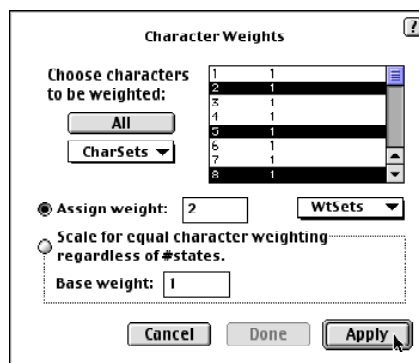 ?
Character Weights
Choose characters
to be weighted:
All
CharSets
1 1
2 1
3 1
4 1
5 1
6 1
7 1
8 1
Assign weight: 2
WtSets
Scale for equal character weighting
regardless of #states.
Base weight: 1
Cancel
Done
Apply